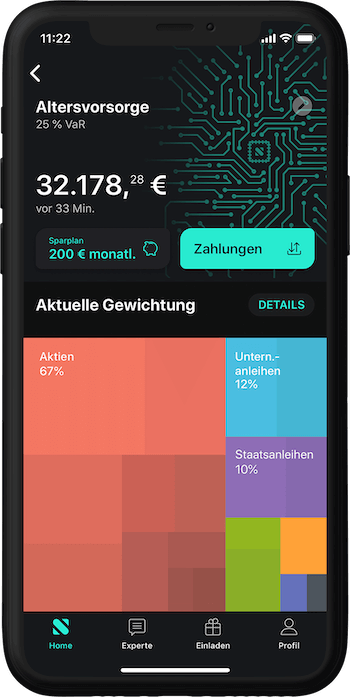 11:22
Altersvorsorge
25 % VaR
32.178,28 €
vor 33 Min.
Sparplan
200 € monatl.
Zahlungen
Aktuelle Gewichtung
DETAILS
Aktien
67%
Untern.-
anleihen
12%
Staatsanleihen
10%
Home
Experte
Einladen
Profil